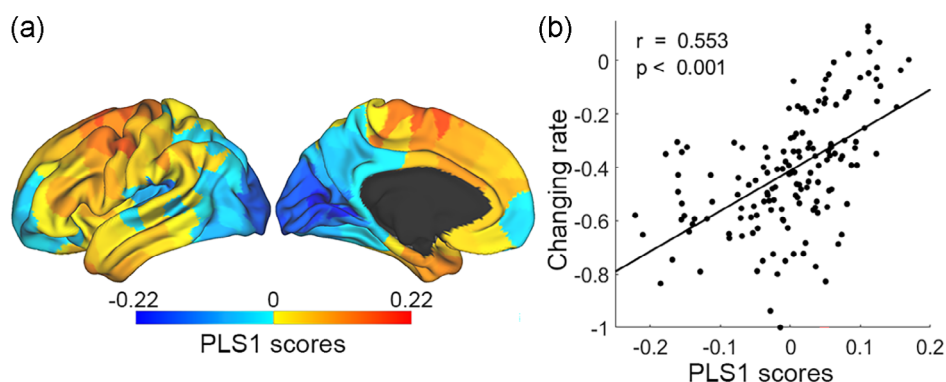 (a)
-0.22 0 0.22
PLS1 scores
(b)
r = 0.553
p < 0.001
Changing rate
0
-0.2
-0.4
-0.6
-0.8
-1
-0.2 -0.1 0 0.1 0.2
PLS1 scores